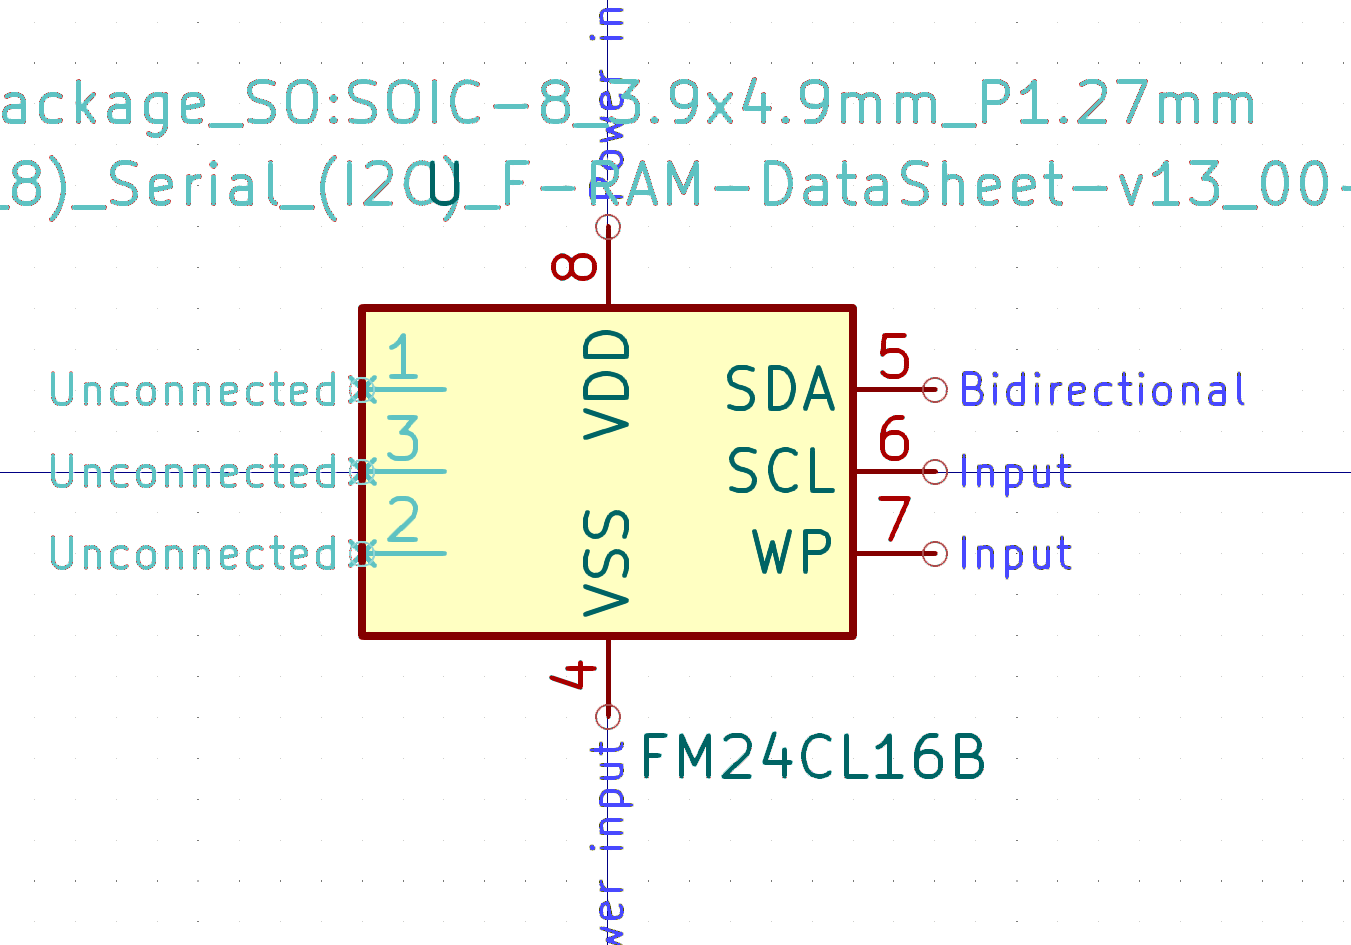 Power in
ackage_SO:SOIC-8_3.9x4.9mm_P1.27mm
_8)_Serial_(I2C)_F-RAM-DataSheet-v13_00-
U
8
VDD
1
Unconnected
3
Unconnected
2
Unconnected
5
SDA
Bidirectional
6
SCL
Input
7
WP
Input
VSS
4
wer input
FM24CL16B